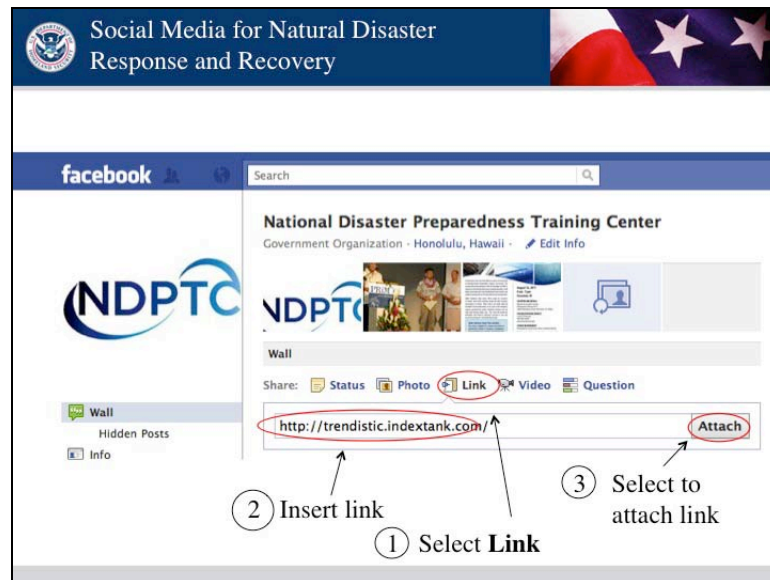 Social Media for Natural Disaster
Response and Recovery
facebook
Search
National Disaster Preparedness Training Center
Government Organization · Honolulu, Hawaii · Edit Info
NDPTC
NDPTC
Wall
Share: Status Photo Link Video Question
Wall
http://trendistic.indextank.com/ Attach
Hidden Posts
Info
2 Insert link
3 Select to
attach link
1 Select Link